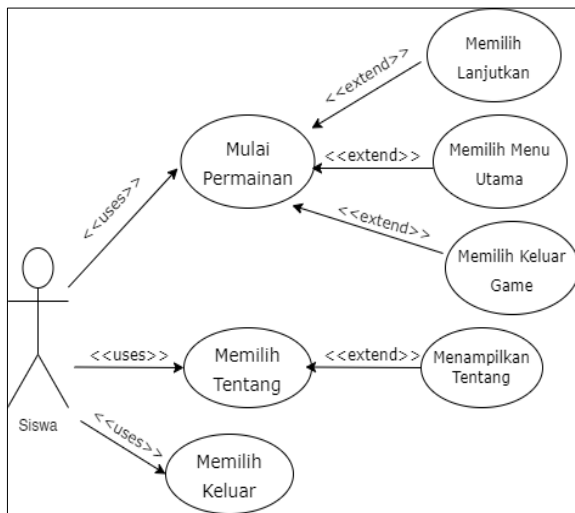 Memilih
Lanjutkan
<<extend>>
Mulai
Permainan
<<extend>>
Memilih Menu
Utama
<<uses>>
<<extend>>
Memilih Keluar
Game
<<uses>>
Memilih
Tentang
<<extend>>
Menampilkan
Tentang
Siswa
<<uses>>
Memilih
Keluar